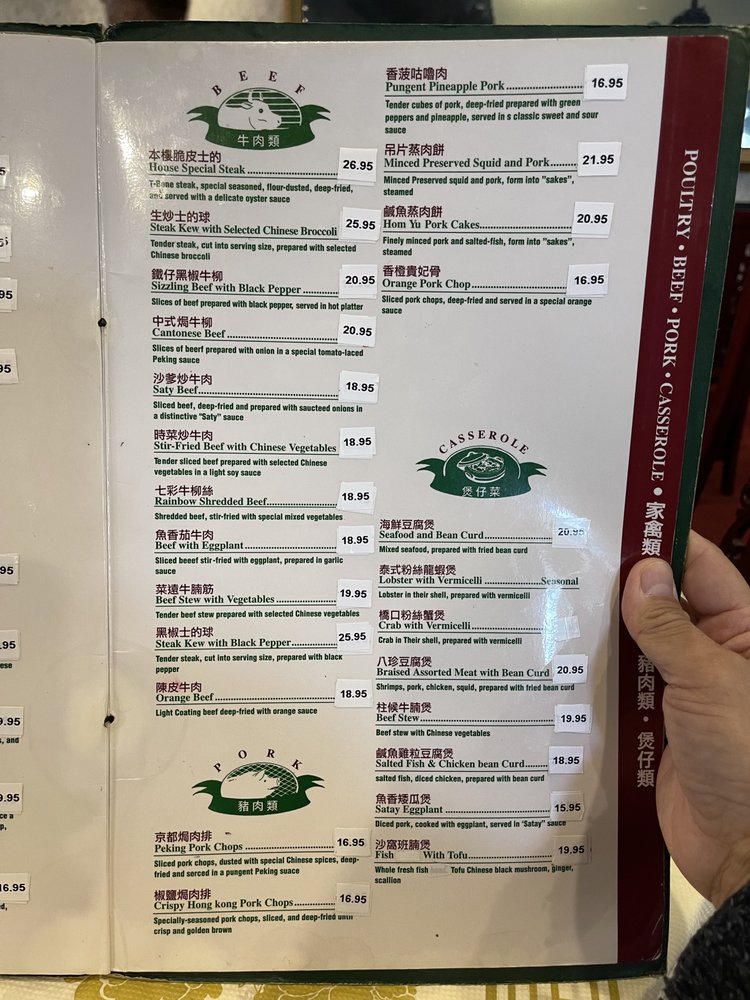 BEEF
牛肉類
本樓脆皮士的
House Special Steak 26.95
T-Bone steak, special seasoned, flour-dusted, deep-fried,
and served with a delicate oyster sauce
生炒士的球
Steak Kew with Selected Chinese Broccoli 25.95
Tender steak, cut into serving size, prepared with selected
Chinese broccoli
鐵仔黑椒牛柳
Sizzling Beef with Black Pepper 20.95
Slices of beef prepared with black pepper, served in hot platter
中式焗牛柳
Cantonese Beef 20.95
Slices of beerf prepared with onion in a special tomato-laced
Peking sauce
沙爹炒牛肉
Saty Beef 18.95
Sliced beef, deep-fried and prepared with saucteed onions in
a distinctive "Saty" sauce
時菜炒牛肉
Stir-Fried Beef with Chinese Vegetables 18.95
Tender sliced beef prepared with selected Chinese
vegetables in a light soy sauce
七彩牛柳絲
Rainbow Shredded Beef 18.95
Shredded beef, stir-fried with special mixed vegetables
魚香茄牛肉
Beef with Eggplant 18.95
Sliced beeef stir-fried with eggplant, prepared in garlic
sauce
菜遠牛腩筋
Beef Stew with Vegetables 19.95
Tender beef stew prepared with selected Chinese vegetables
黑椒士的球
Steak Kew with Black Pepper 25.95
Tender steak, cut into serving size, prepared with black
pepper
陳皮牛肉
Orange Beef 18.95
Light Coating beef deep-fried with orange sauce
PORK
豬肉類
京都焗肉排
Peking Pork Chops 16.95
Sliced pork chops, dusted with special Chinese spices, deep-
fried and serced in a pungent Peking suace
椒鹽焗肉排
Crispy Hong kong Pork Chops 16.95
Specially-seasoned pork chops, sliced, and deep-fried until
crisp and golden brown
香菠咕嚕肉
Pungent Pineapple Pork 16.95
Tender cubes of pork, deep-fried prepared with green
peppers and pineapple, served in s classic sweet and sour
sauce
吊片蒸肉餅
Minced Preserved Squid and Pork 21.95
Minced Preserved squid and pork, form into "sakes",
steamed
鹹魚蒸肉餅
Hom Yu Pork Cakes 20.95
Finely minced pork and salted-fish, form into "sakes",
steamed
香橙貴妃骨
Orange Pork Chop 16.95
Sliced pork chops, deep-fried and served in a special orange
sauce
CASSEROLE
煲仔菜
海鮮豆腐煲
Seafood and Bean Curd 20.95
Mixed seafood, prepared with fried bean curd
泰式粉絲龍蝦煲
Lobster with Vermicelli Seasonal
Lobster in their shell, prepared with vermicelli
橋口粉絲蟹煲
Crab with Vermicelli
Crab in Their shell, prepared with vermicelli
八珍豆腐煲
Braised Assorted Meat with Bean Curd 20.95
Shrimps, pork, chicken, squid, prepared with fried bean curd
柱候牛腩煲
Beef Stew 19.95
Beef stew with Chinese vegetables
鹹魚雞粒豆腐煲
Salted Fish & Chicken bean Curd 18.95
salted fish, diced chicken, prepared with bean curd
魚香矮瓜煲
Satay Eggplant 15.95
Diced pork, cooked with eggplant, served in 'Satay" sauce
沙窩班腩煲
Fish With Tofu 19.95
Whole fresh fish Tofu Chinese black mushroom, ginger,
scallion
POULTRY • BEEF • PORK • CASSEROLE • 家禽類
豬肉類 • 煲仔類